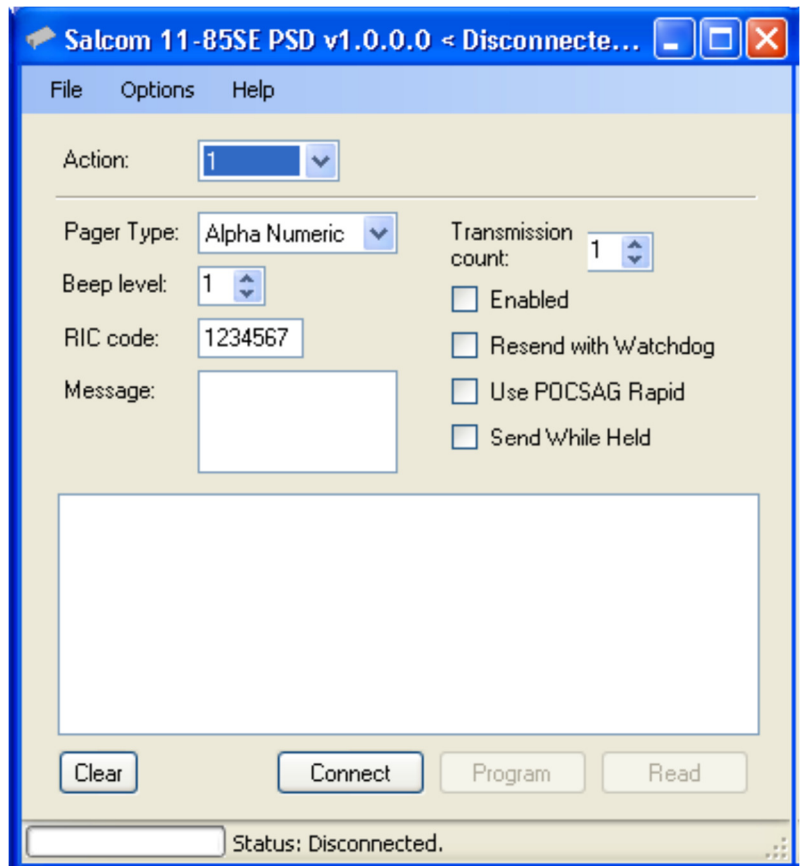 Salcom 11-85SE PSD v1.0.0.0 < Disconnecte...
File Options Help
Action: 1
Pager Type: Alpha Numeric
Transmission count: 1
Beep level: 1
Enabled
RIC code: 1234567
Resend with Watchdog
Message:
Use POCSAG Rapid
Send While Held
Clear Connect Program Read
Status: Disconnected.